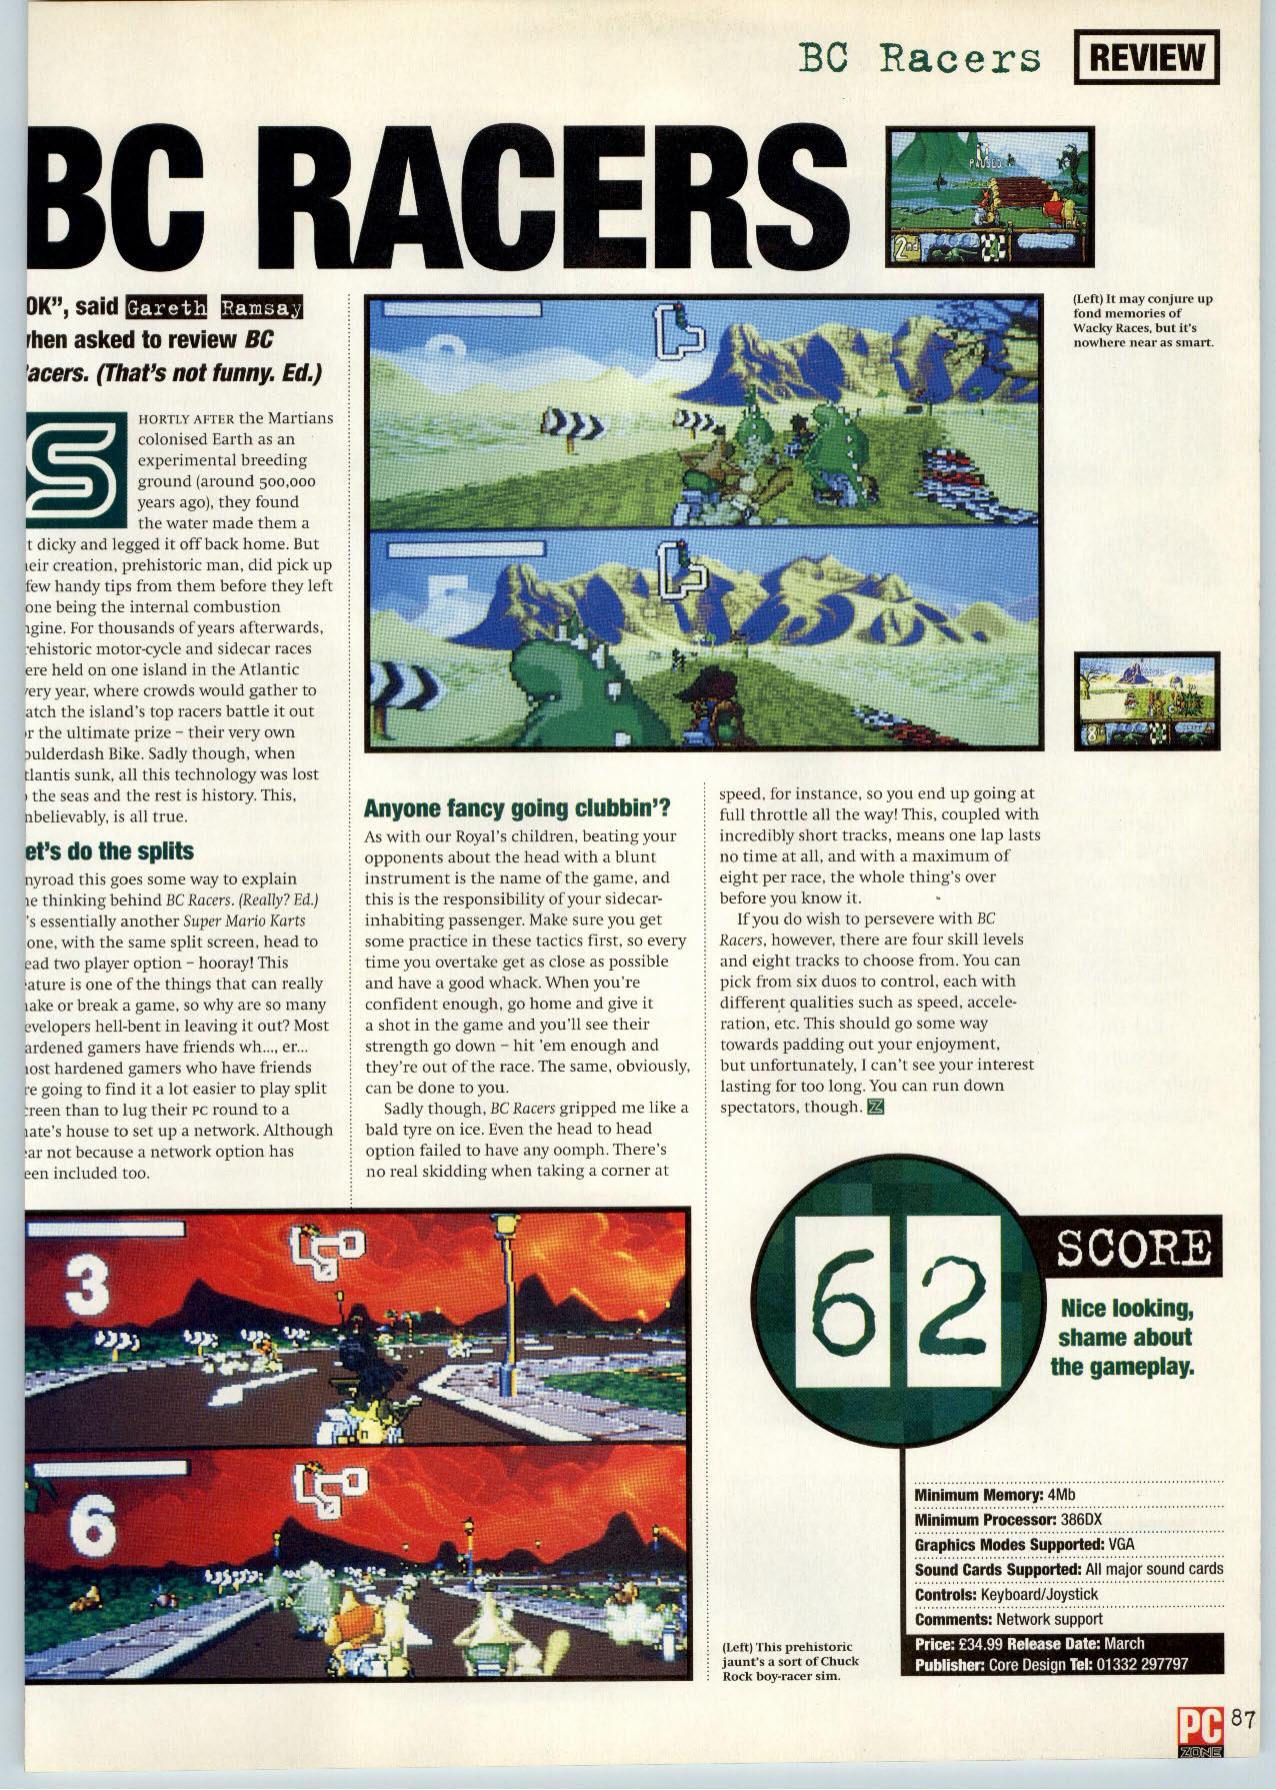 BC Racers REVIEW
BC RACERS
PAUSED
2nd
OK”, said Gareth Ramsay
when asked to review BC
acers. (That's not funny. Ed.)
SHORTLY AFTER the Martians
colonised Earth as an
experimental breeding
ground (around 500,000
years ago), they found
the water made them a
t dicky and legged it off back home. But
eir creation, prehistoric man, did pick up
few handy tips from them before they left
one being the internal combustion
ngine. For thousands of years afterwards,
rehistoric motor-cycle and sidecar races
ere held on one island in the Atlantic
ery year, where crowds would gather to
atch the island's top racers battle it out
r the ultimate prize – their very own
oulderdash Bike. Sadly though, when
tlantis sunk, all this technology was lost
the seas and the rest is history. This,
nbelievably, is all true.
et's do the splits
nyroad this goes some way to explain
e thinking behind BC Racers. (Really? Ed.)
's essentially another Super Mario Karts
one, with the same split screen, head to
ead two player option – hooray! This
ature is one of the things that can really
ake or break a game, so why are so many
evelopers hell-bent in leaving it out? Most
ardened gamers have friends wh..., er...
ost hardened gamers who have friends
re going to find it a lot easier to play split
creen than to lug their PC round to a
ate's house to set up a network. Although
ar not because a network option has
een included too.
0
5
(Left) It may conjure up
fond memories of
Wacky Races, but it's
nowhere near as smart.
8
Anyone fancy going clubbin'?
As with our Royal's children, beating your
opponents about the head with a blunt
instrument is the name of the game, and
this is the responsibility of your sidecar-
inhabiting passenger. Make sure you get
some practice in these tactics first, so every
time you overtake get as close as possible
and have a good whack. When you're
confident enough, go home and give it
a shot in the game and you'll see their
strength go down – hit 'em enough and
they're out of the race. The same, obviously,
can be done to you.
Sadly though, BC Racers gripped me like a
bald tyre on ice. Even the head to head
option failed to have any oomph. There's
no real skidding when taking a corner at
speed, for instance, so you end up going at
full throttle all the way! This, coupled with
incredibly short tracks, means one lap lasts
no time at all, and with a maximum of
eight per race, the whole thing's over
before you know it.
If you do wish to persevere with BC
Racers, however, there are four skill levels
and eight tracks to choose from. You can
pick from six duos to control, each with
different qualities such as speed, accele-
ration, etc. This should go some way
towards padding out your enjoyment,
but unfortunately, I can't see your interest
lasting for too long. You can run down
spectators, though. Z
3
6
(Left) This prehistoric
jaunt's a sort of Chuck
Rock boy-racer sim.
62
SCORE
Nice looking,
shame about
the gameplay.
Minimum Memory: 4Mb
Minimum Processor: 386DX
Graphics Modes Supported: VGA
Sound Cards Supported: All major sound cards
Controls: Keyboard/Joystick
Comments: Network support
Price: £34.99 Release Date: March
Publisher: Core Design Tel: 01332 297797
PC ZONE 87